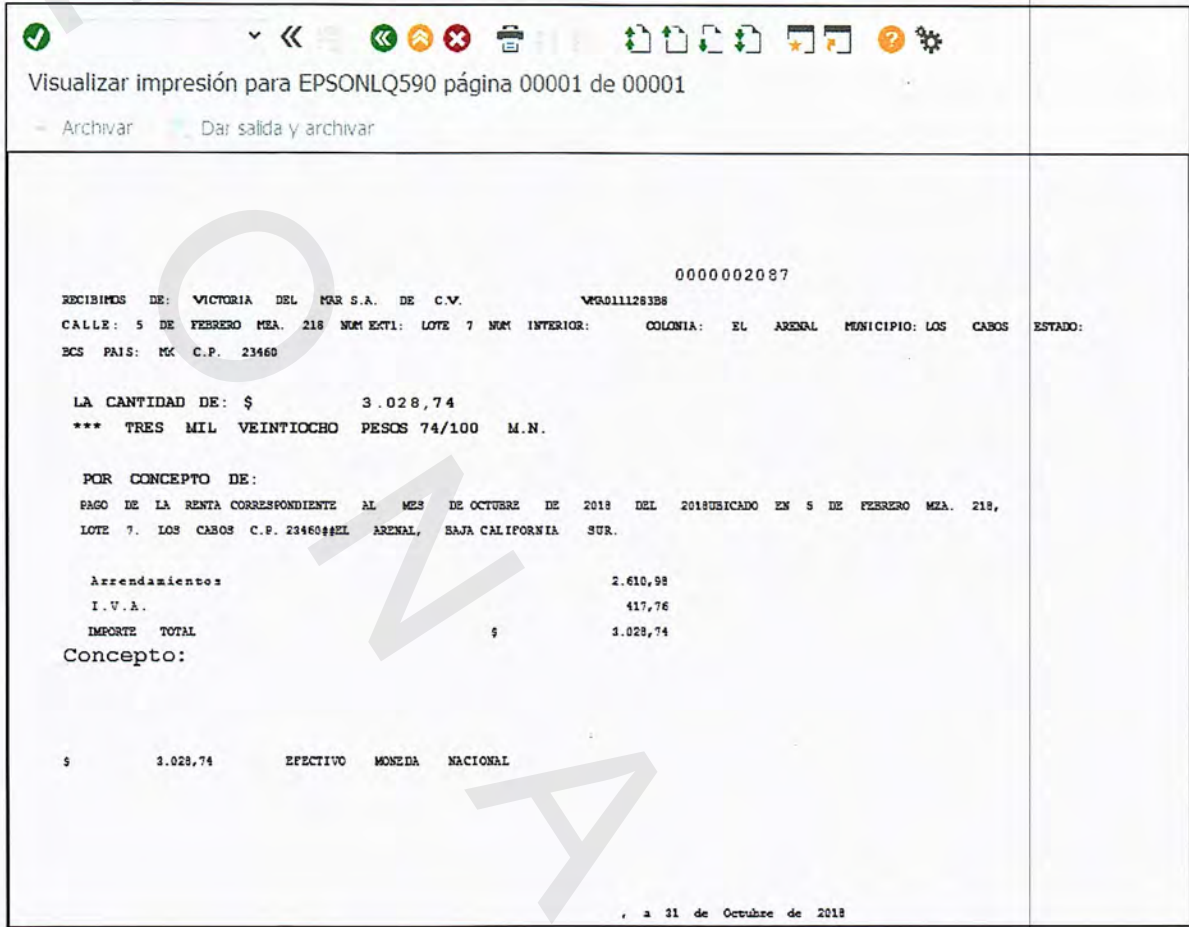 Visualizar impresión para EPSONLQ590 página 00001 de 00001
Archivar Dar salida y archivar
0000002087
RECIBIMOS DE: VICTORIA DEL MAR S.A. DE C.V. VMA0111283B8
CALLE: 5 DE FEBRERO MZA. 218 NUM EXT1: LOTE 7 NUM INTERIOR: COLONIA: EL ARENAL MUNICIPIO: LOS CABOS ESTADO:
BCS PAIS: MX C.P. 23460
LA CANTIDAD DE: $ 3.028,74
*** TRES MIL VEINTIOCHO PESOS 74/100 M.N.
POR CONCEPTO DE:
PAGO DE LA RENTA CORRESPONDIENTE AL MES DE OCTUBRE DE 2018 DEL 2018UBICADO EN 5 DE FEBRERO MZA. 218,
LOTE 7. LOS CABOS C.P. 23460##EL ARENAL, BAJA CALIFORNIA SUR.
Arrendamientos 2.610,98
I.V.A. 417,76
IMPORTE TOTAL $ 3.028,74
Concepto:
$ 3.028,74 EFECTIVO MONEDA NACIONAL
, a 31 de Octubre de 2018
O N A